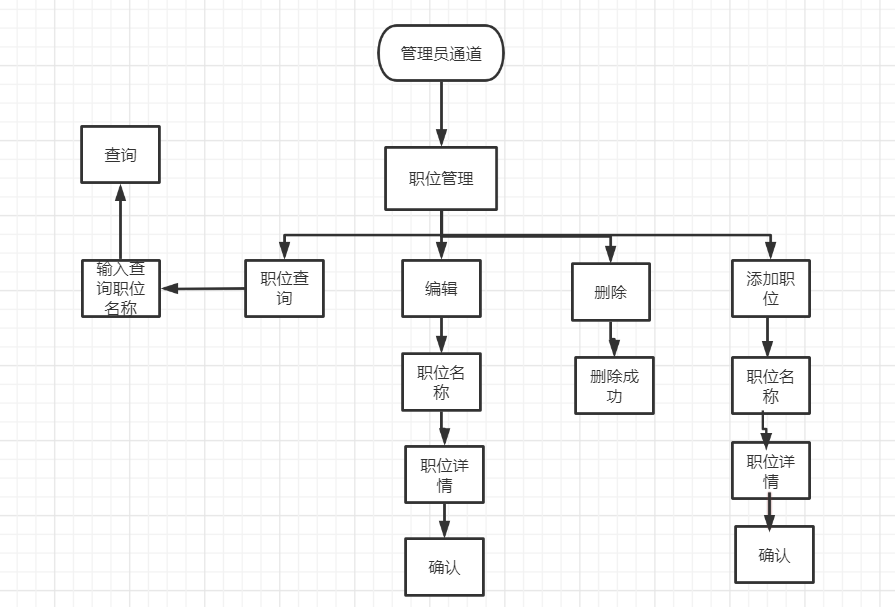 管理员通道
查询
职位管理
输入查
询职位
名称
职位查
询
编辑
删除
添加职
位
职位名
称
删除成
功
职位名
称
职位详
情
职位详
情
确认
确认